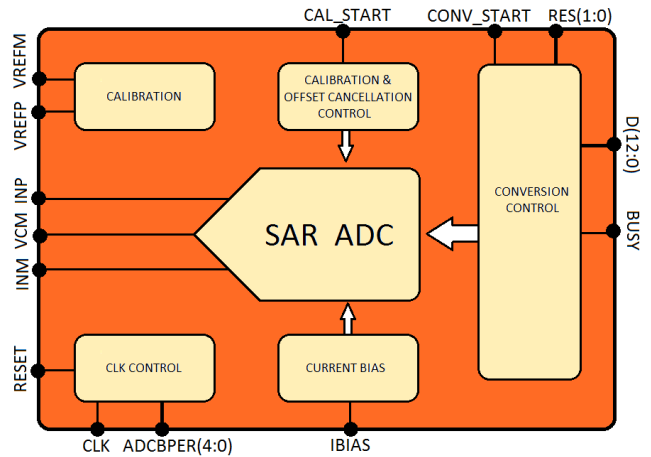 CAL_START
CONV_START
RES(1:0)
VREFM
VREFP
CALIBRATION
CALIBRATION &
OFFSET CANCELLATION
CONTROL
D(12:0)
INP
VCM
INM
SAR ADC
CONVERSION
CONTROL
BUSY
RESET
CLK CONTROL
CURRENT BIAS
CLK
ADCBPER(4:0)
IBIAS